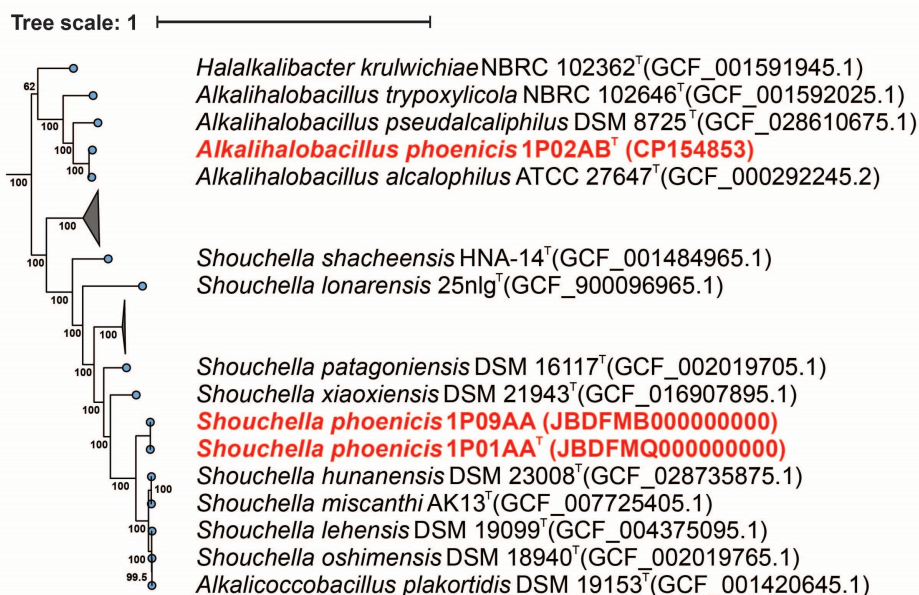 Tree scale: 1
Halalkalibacter krulwichiae NBRC 102362T(GCF_001591945.1)
62
Alkalihalobacillus trypoxylicola NBRC 102646T(GCF_001592025.1)
100
Alkalihalobacillus pseudalcaliphilus DSM 8725T(GCF_028610675.1)
100
Alkalihalobacillus phoenicis 1P02ABT (CP154853)
100
100
Alkalihalobacillus alcalophilus ATCC 27647T(GCF_000292245.2)
100
100
Shouchella shacheensis HNA-14T(GCF_001484965.1)
Shouchella lonarensis 25nlgT(GCF_900096965.1)
100
100
100
Shouchella patagoniensis DSM 16117T(GCF_002019705.1)
Shouchella xiaoxiensis DSM 21943T(GCF_016907895.1)
Shouchella phoenicis 1P09AA (JBDFMB000000000)
100
Shouchella phoenicis 1P01AAT (JBDFMQ000000000)
Shouchella hunanensis DSM 23008T(GCF_028735875.1)
100
100
Shouchella miscanthi AK13T(GCF_007725405.1)
100
Shouchella lehensis DSM 19099T(GCF_004375095.1)
Shouchella oshimensis DSM 18940T(GCF_002019765.1)
100
99.5
Alkalicoccobacillus plakortidis DSM 19153T(GCF_001420645.1)